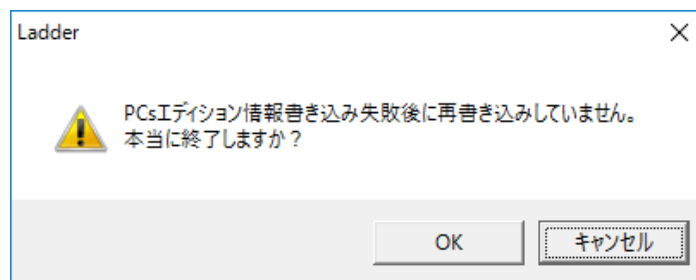 Ladder
PCsエディション情報書き込み失敗後に再書き込みしていません。
本当に終了しますか？
OK
キャンセル